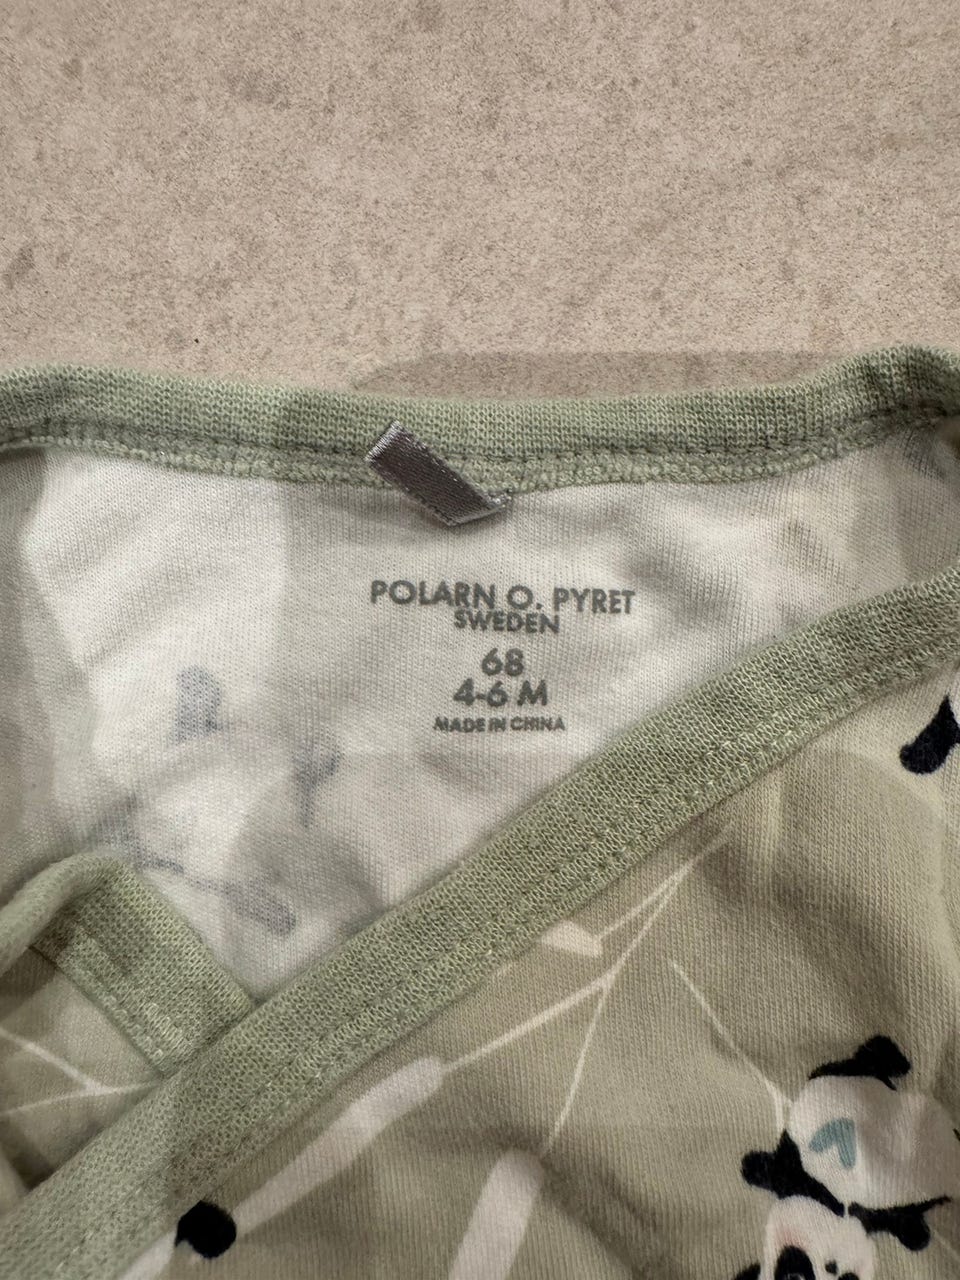 POLARN O. PYRET
SWEDEN
68
4-6 M
MADE IN CHINA